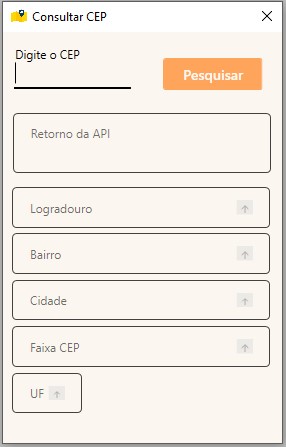 Consultar CEP
Digite o CEP
Pesquisar
Retorno da API
Logradouro
Bairro
Cidade
Faixa CEP
UF